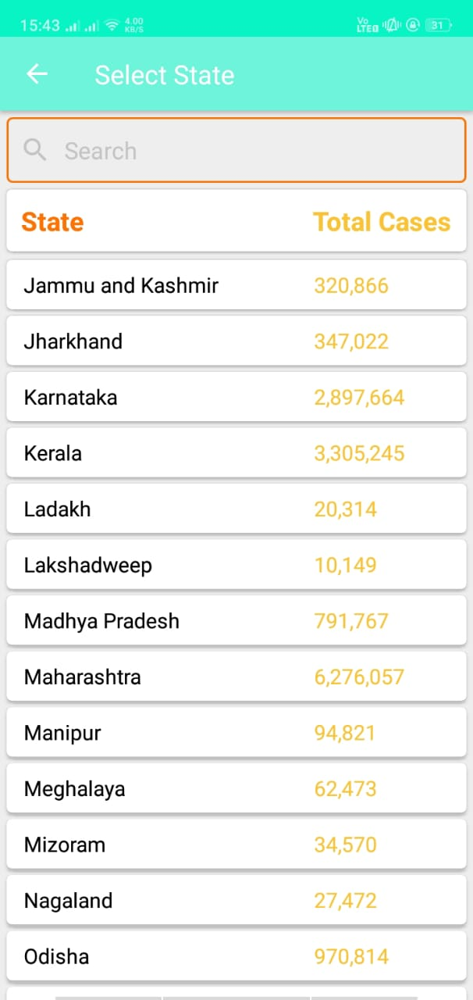 15:43 4.00 KB/S Vo LTE 31
Select State
Search
State Total Cases
Jammu and Kashmir 320,866
Jharkhand 347,022
Karnataka 2,897,664
Kerala 3,305,245
Ladakh 20,314
Lakshadweep 10,149
Madhya Pradesh 791,767
Maharashtra 6,276,057
Manipur 94,821
Meghalaya 62,473
Mizoram 34,570
Nagaland 27,472
Odisha 970,814